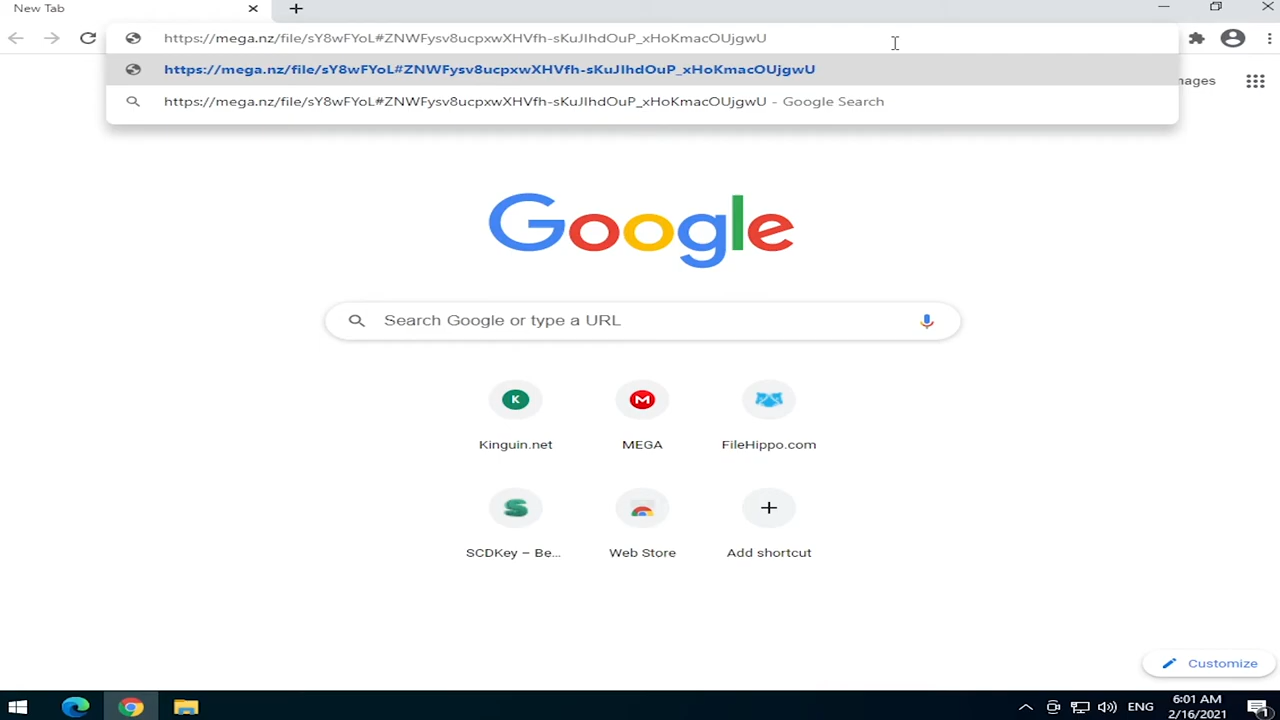 New Tab
https://mega.nz/file/sY8wFYoL#ZNWFysv8ucpxwXHVfh-sKuJIhdOuP_xHoKmacOUjgwU
https://mega.nz/file/sY8wFYoL#ZNWFysv8ucpxwXHVfh-sKuJIhdOuP_xHoKmacOUjgwU
https://mega.nz/file/sY8wFYoL#ZNWFysv8ucpxwXHVfh-sKuJIhdOuP_xHoKmacOUjgwU - Google Search
mages
Google
Search Google or type a URL
K
M
Kinguin.net
MEGA
FileHippo.com
S
SCDKey – Be...
Web Store
Add shortcut
Customize
ENG
6:01 AM
2/16/2021
1